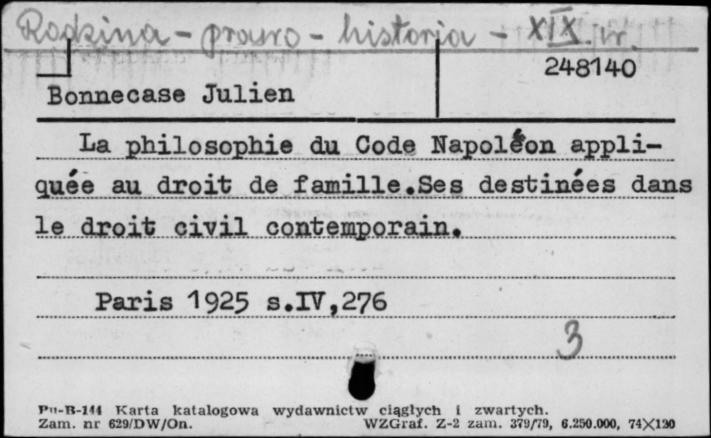 Rodzina - prawo - historja - XIX w.
248140
Bonnecase Julien
La philosophie du Code Napoléon appli-
quée au droit de famille.Ses destinées dans
le droit civil contemporain.
Paris 1925 s.IV,276
3
Pu-B-144 Karta katalogowa wydawnictw ciągłych i zwartych.
Zam. nr 629/DW/On. WZGraf. Z-2 zam. 379/79, 6.250.000, 74X120